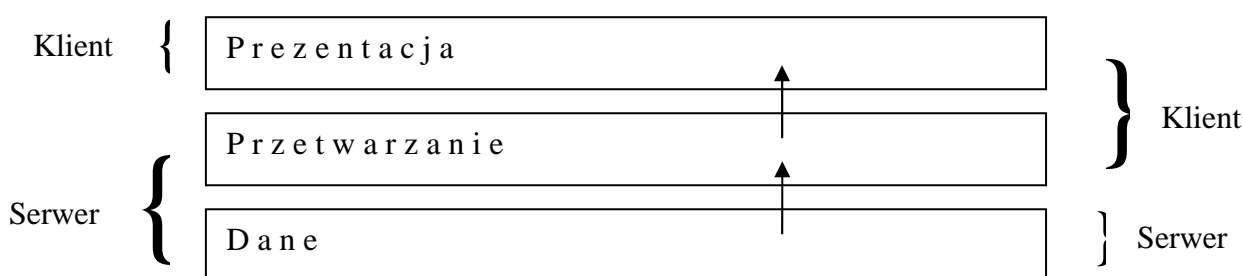 Klient
Prezentacja
Klient
Przetwarzanie
Serwer
Dane
Serwer